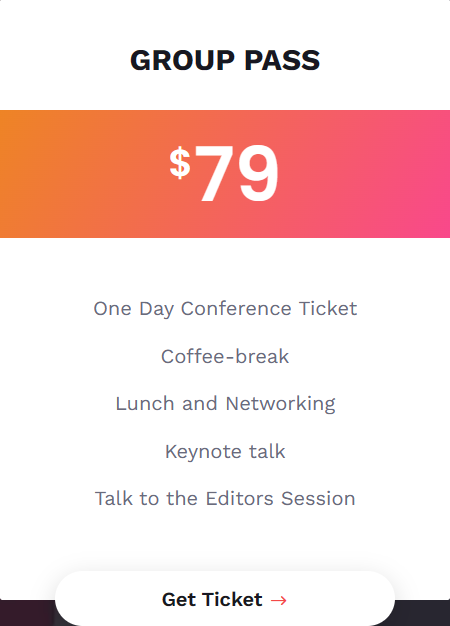 GROUP PASS
$79
One Day Conference Ticket
Coffee-break
Lunch and Networking
Keynote talk
Talk to the Editors Session
Get Ticket →